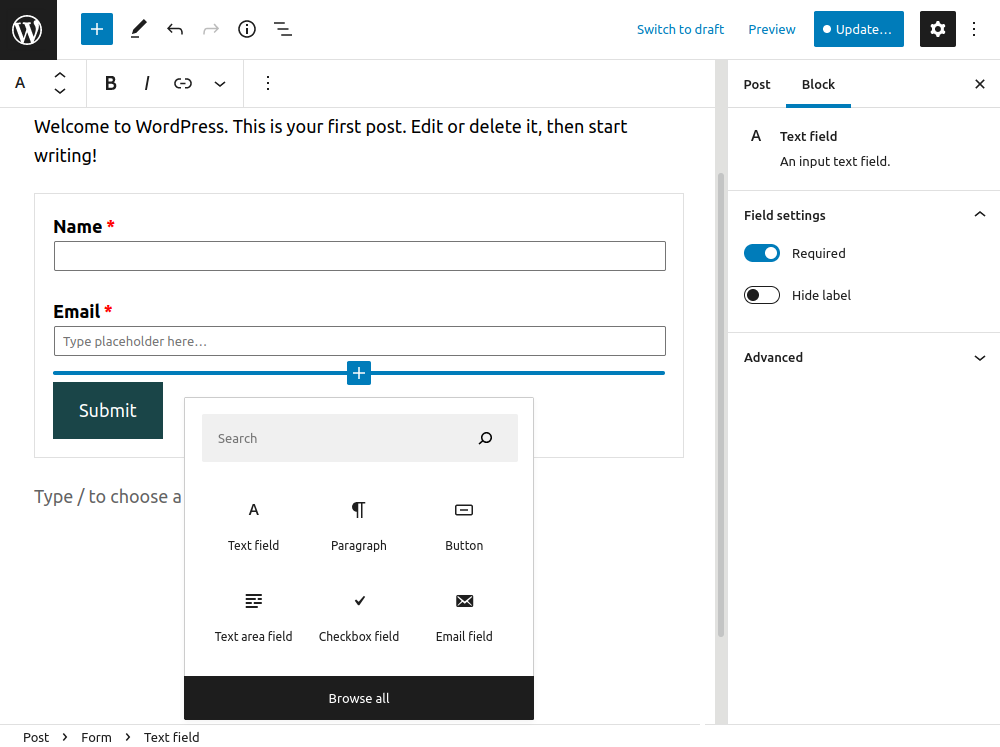 Switch to draft Preview Update…
A B I
Post Block
Welcome to WordPress. This is your first post. Edit or delete it, then start
writing!
A Text field
An input text field.
Field settings
Required
Hide label
Advanced
Name *
Email *
Type placeholder here…
Submit
Search
Type / to choose a
A ¶
Text field Paragraph Button
Text area field Checkbox field Email field
Browse all
Post > Form > Text field